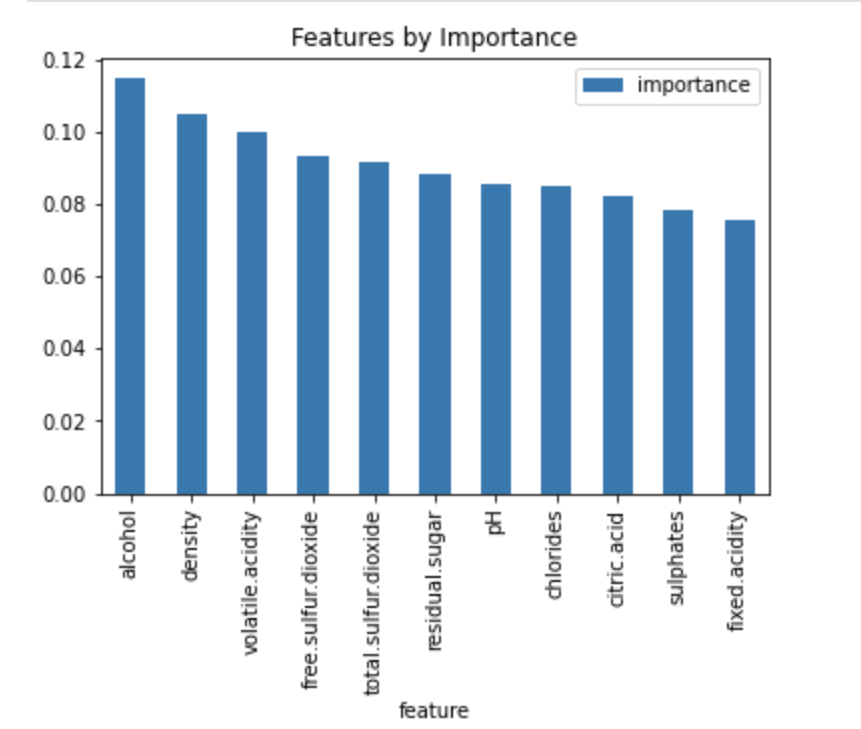 Features by Importance
importance
0.12
0.10
0.08
0.06
0.04
0.02
0.00
alcohol
density
volatile.acidity
free.sulfur.dioxide
total.sulfur.dioxide
residual.sugar
pH
chlorides
citric.acid
sulphates
fixed.acidity
feature